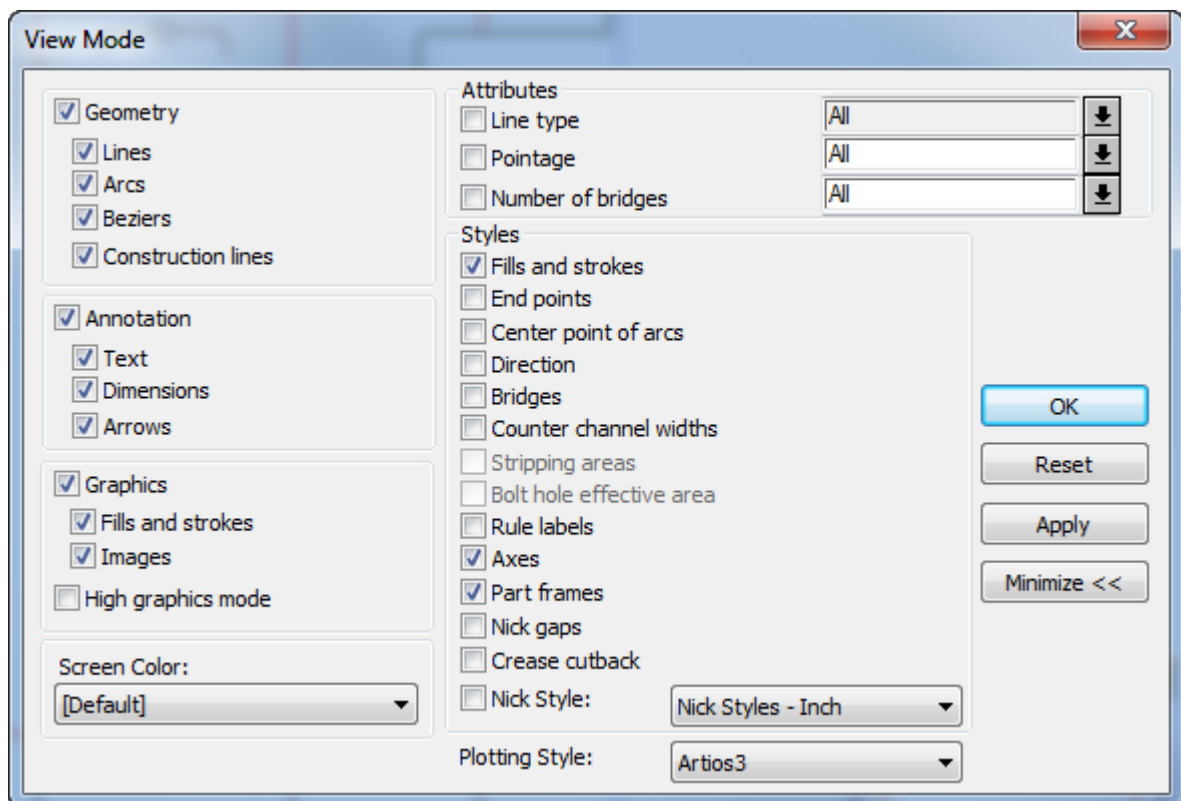 View Mode
Geometry
Lines
Arcs
Beziers
Construction lines
Annotation
Text
Dimensions
Arrows
Graphics
Fills and strokes
Images
High graphics mode
Screen Color:
[Default]
Attributes
Line type All
Pointage All
Number of bridges All
Styles
Fills and strokes
End points
Center point of arcs
Direction
Bridges
Counter channel widths
Stripping areas
Bolt hole effective area
Rule labels
Axes
Part frames
Nick gaps
Crease cutback
Nick Style: Nick Styles - Inch
Plotting Style: Artios3
OK
Reset
Apply
Minimize <<